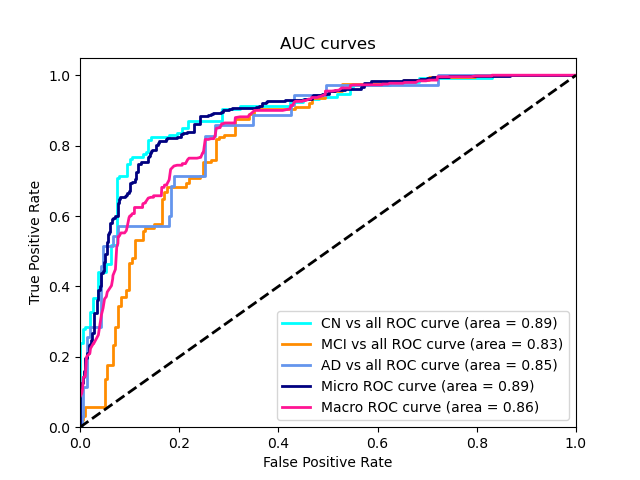 AUC curves
True Positive Rate
1.0
0.8
0.6
0.4
0.2
0.0
CN vs all ROC curve (area = 0.89)
MCI vs all ROC curve (area = 0.83)
AD vs all ROC curve (area = 0.85)
Micro ROC curve (area = 0.89)
Macro ROC curve (area = 0.86)
0.0 0.2 0.4 0.6 0.8 1.0
False Positive Rate